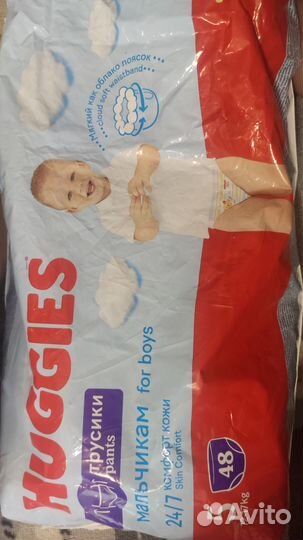 Мягкий как облако поясок
cloud soft waistband
HUGGIES
трусики
pants
мальчикам for boys
24/7 комфорт кожи
Skin Comfort
48
Avito